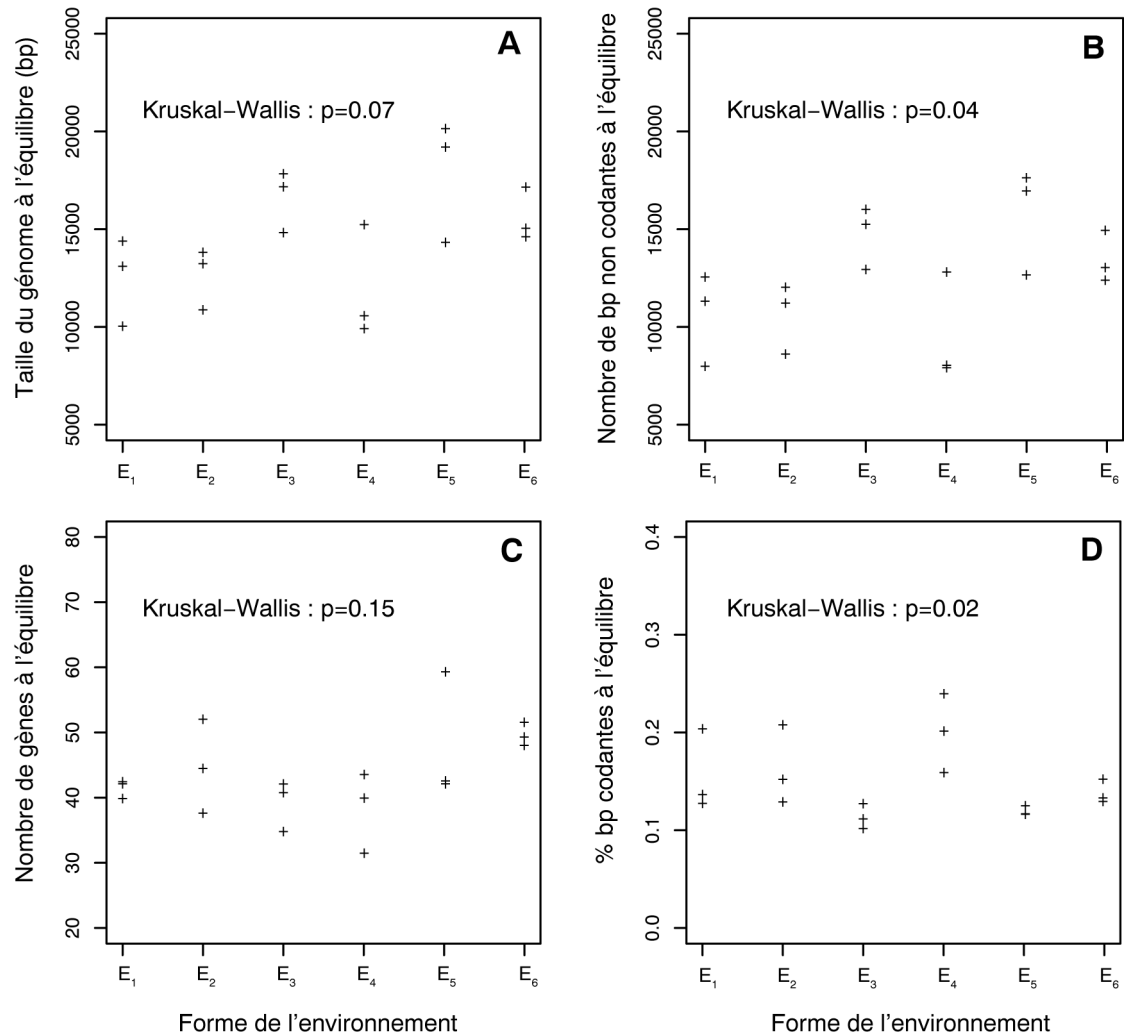 A
Kruskal–Wallis : p=0.07
Taille du génome à l'équilibre (bp)
25000
20000
15000
10000
5000
E1 E2 E3 E4 E5 E6
B
Kruskal–Wallis : p=0.04
Nombre de bp non codantes à l'équilibre
25000
20000
15000
10000
5000
E1 E2 E3 E4 E5 E6
C
Kruskal–Wallis : p=0.15
Nombre de gènes à l'équilibre
80
70
60
50
40
30
20
E1 E2 E3 E4 E5 E6
Forme de l'environnement
D
Kruskal–Wallis : p=0.02
% bp codantes à l'équilibre
0.4
0.3
0.2
0.1
0.0
E1 E2 E3 E4 E5 E6
Forme de l'environnement